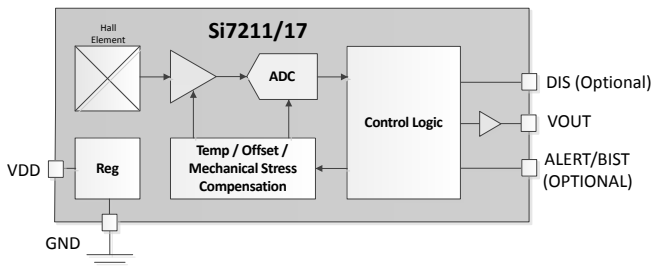 Si7211/17
Hall
Element
ADC
Control Logic
DIS (Optional)
VOUT
ALERT/BIST
(OPTIONAL)
Temp / Offset /
Mechanical Stress
Compensation
VDD
Reg
GND